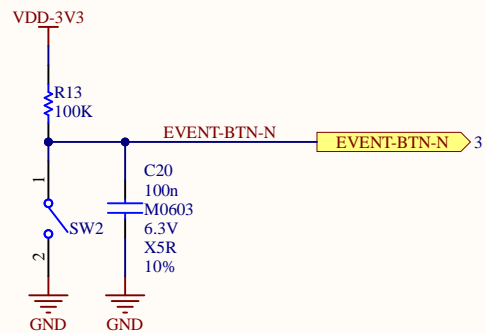 VDD-3V3
R13
100K
EVENT-BTN-N
EVENT-BTN-N
3
C20
100n
M0603
6.3V
X5R
10%
1
SW2
2
GND
GND